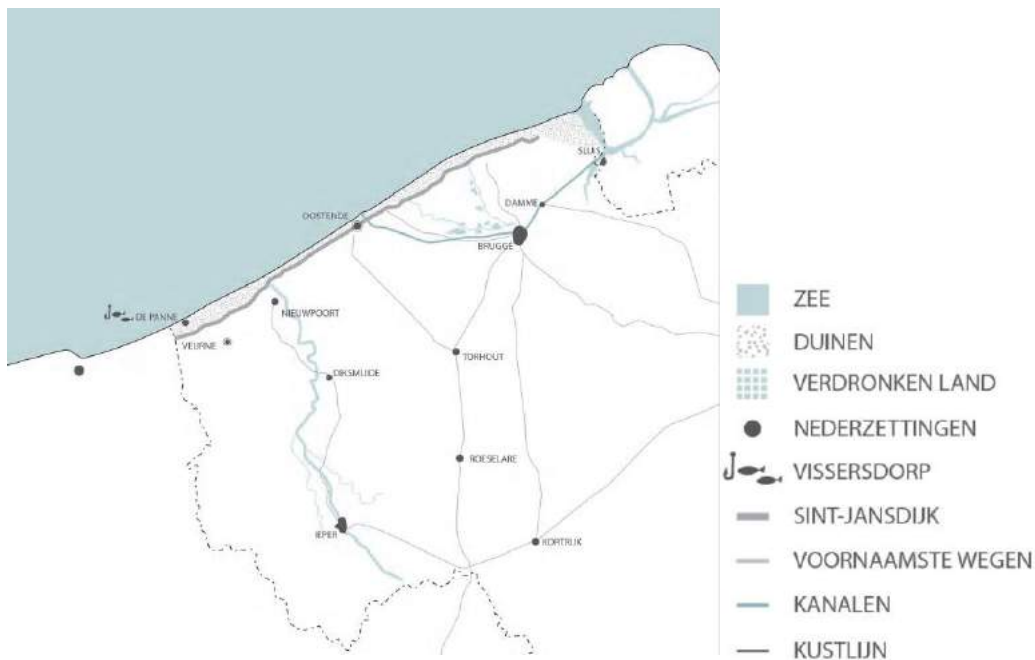 SLUIS
DAMME
OOSTENDE
BRUGGE
NIEUWPOORT
DE PANNE
VEURNE
TORHOUT
DIKSMUIDE
ROESELARE
IEPER
KORTRIJK
ZEE
DUINEN
VERDRONKEN LAND
NEDERZETTINGEN
VISSERSDORP
SINT-JANSDIJK
VOORNAAMSTE WEGEN
KANALEN
KUSTLIJN